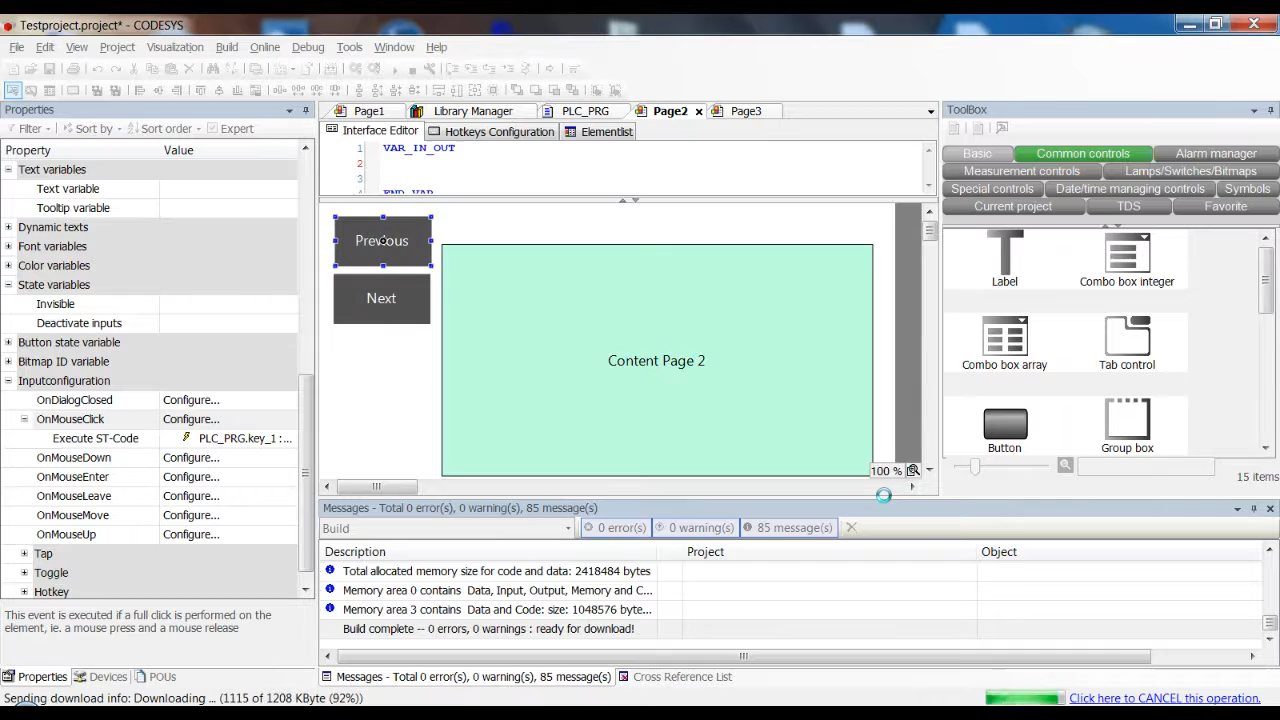 Testproject.project* - CODESYS
File Edit View Project Visualization Build Online Debug Tools Window Help
Properties
Filter Sort by Sort order Expert
Property Value
Text variables
Text variable
Tooltip variable
Dynamic texts
Font variables
Color variables
State variables
Invisible
Deactivate inputs
Button state variable
Bitmap ID variable
Inputconfiguration
OnDialogClosed Configure...
OnMouseClick Configure...
Execute ST-Code PLC_PRG.key_1 :...
OnMouseDown Configure...
OnMouseEnter Configure...
OnMouseLeave Configure...
OnMouseMove Configure...
OnMouseUp Configure...
Tap
Toggle
Hotkey
This event is executed if a full click is performed on the
element, ie. a mouse press and a mouse release
Properties Devices POUs
Page1 Library Manager PLC_PRG Page2 Page3
Interface Editor Hotkeys Configuration Elementlist
1 VAR_IN_OUT
2
3
4 END_VAR
Previous
Next
Content Page 2
100 %
ToolBox
Basic Common controls Alarm manager
Measurement controls Lamps/Switches/Bitmaps
Special controls Date/time managing controls Symbols
Current project TDS Favorite
Label Combo box integer
Combo box array Tab control
Button Group box
15 items
Messages - Total 0 error(s), 0 warning(s), 85 message(s)
Build 0 error(s) 0 warning(s) 85 message(s)
Description Project Object
Total allocated memory size for code and data: 2418484 bytes
Memory area 0 contains Data, Input, Output, Memory and C...
Memory area 3 contains Data and Code: size: 1048576 byte...
Build complete -- 0 errors, 0 warnings : ready for download!
Messages - Total 0 error(s), 0 warning(s), 85 message(s) Cross Reference List
Sending download info: Downloading ... (1115 of 1208 KByte (92%)) Click here to CANCEL this operation.